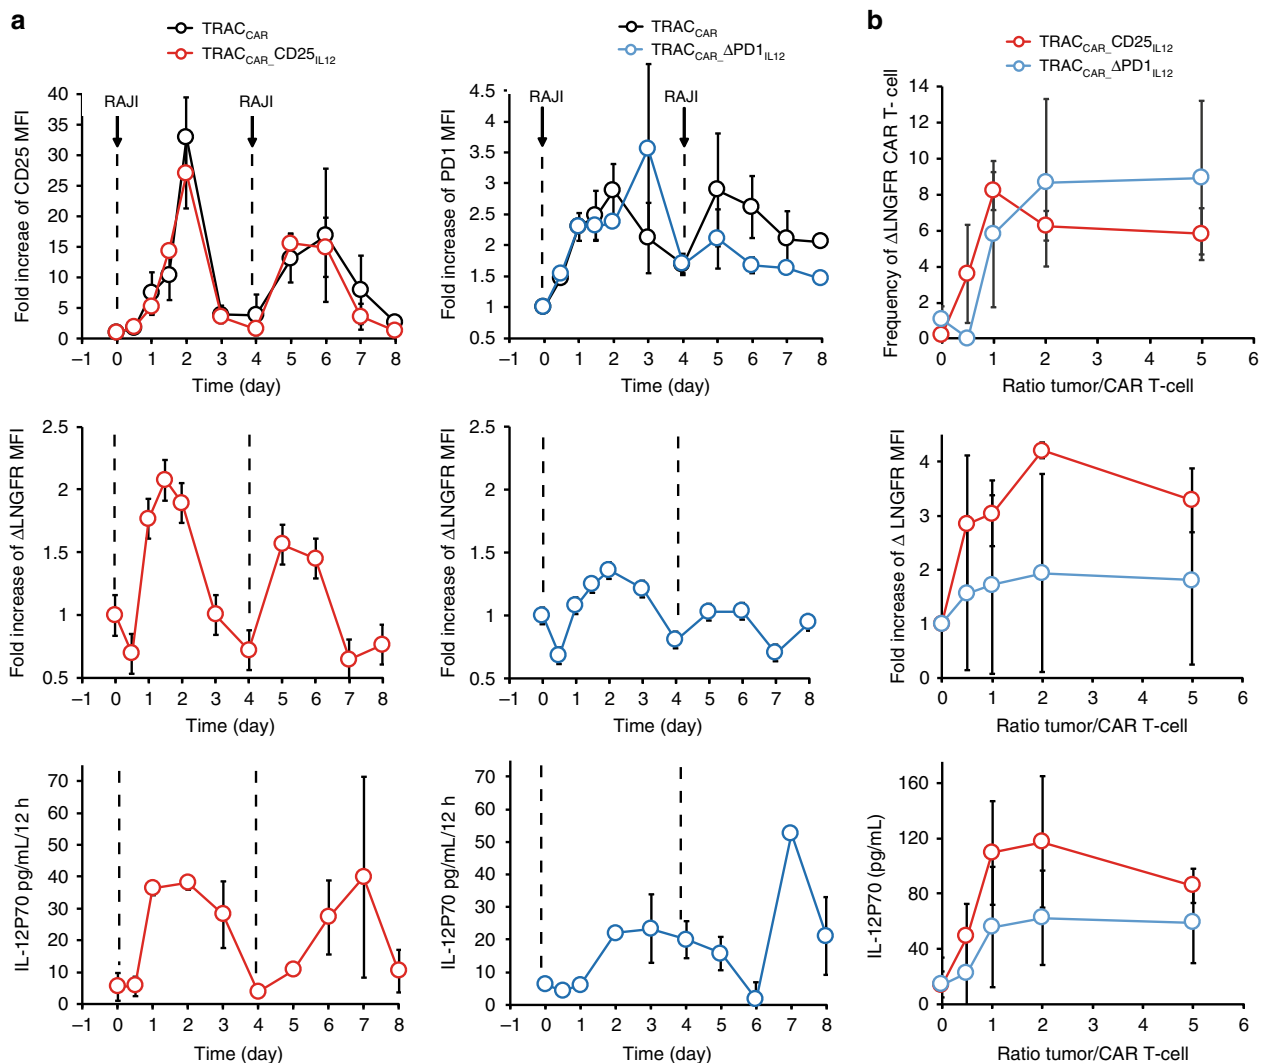 a
TRACCAR
TRACCAR_CD25IL12
Fold increae of CD25 MFI
40
35
30
25
20
15
10
5
0
RAJI
RAJI
–1 0 1 2 3 4 5 6 7 8
Time (day)
TRACCAR
TRACCAR_ΔPD1IL12
Fold increase of PD1 MFI
4.5
4
3.5
3
2.5
2
1.5
1
0.5
RAJI
RAJI
–1 0 1 2 3 4 5 6 7 8
Time (day)
b
TRACCAR_CD25IL12
TRACCAR_ΔPD1IL12
Frequency of ΔLNGFR CAR T- cell
14
12
10
8
6
4
2
0
0 1 2 3 4 5 6
Ratio tumor/CAR T-cell
Fold increase of ΔLNGFR MFI
2.5
2
1.5
1
0.5
–1 0 1 2 3 4 5 6 7 8
Time (day)
Fold increase of ΔLNGFR MFI
2.5
2
1.5
1
0.5
–1 0 1 2 3 4 5 6 7 8
Time (day)
Fold increase of Δ LNGFR MFI
4
3
2
1
0
0 1 2 3 4 5 6
Ratio tumor/CAR T-cell
IL-12P70 pg/mL/12 h
70
60
50
40
30
20
10
0
–1 0 1 2 3 4 5 6 7 8
Time (day)
IL-12P70 pg/mL/12 h
70
60
50
40
30
20
10
0
–1 0 1 2 3 4 5 6 7 8
Time (day)
IL-12P70 (pg/mL)
160
120
80
40
0
0 1 2 3 4 5 6
Ratio tumor/CAR T-cell